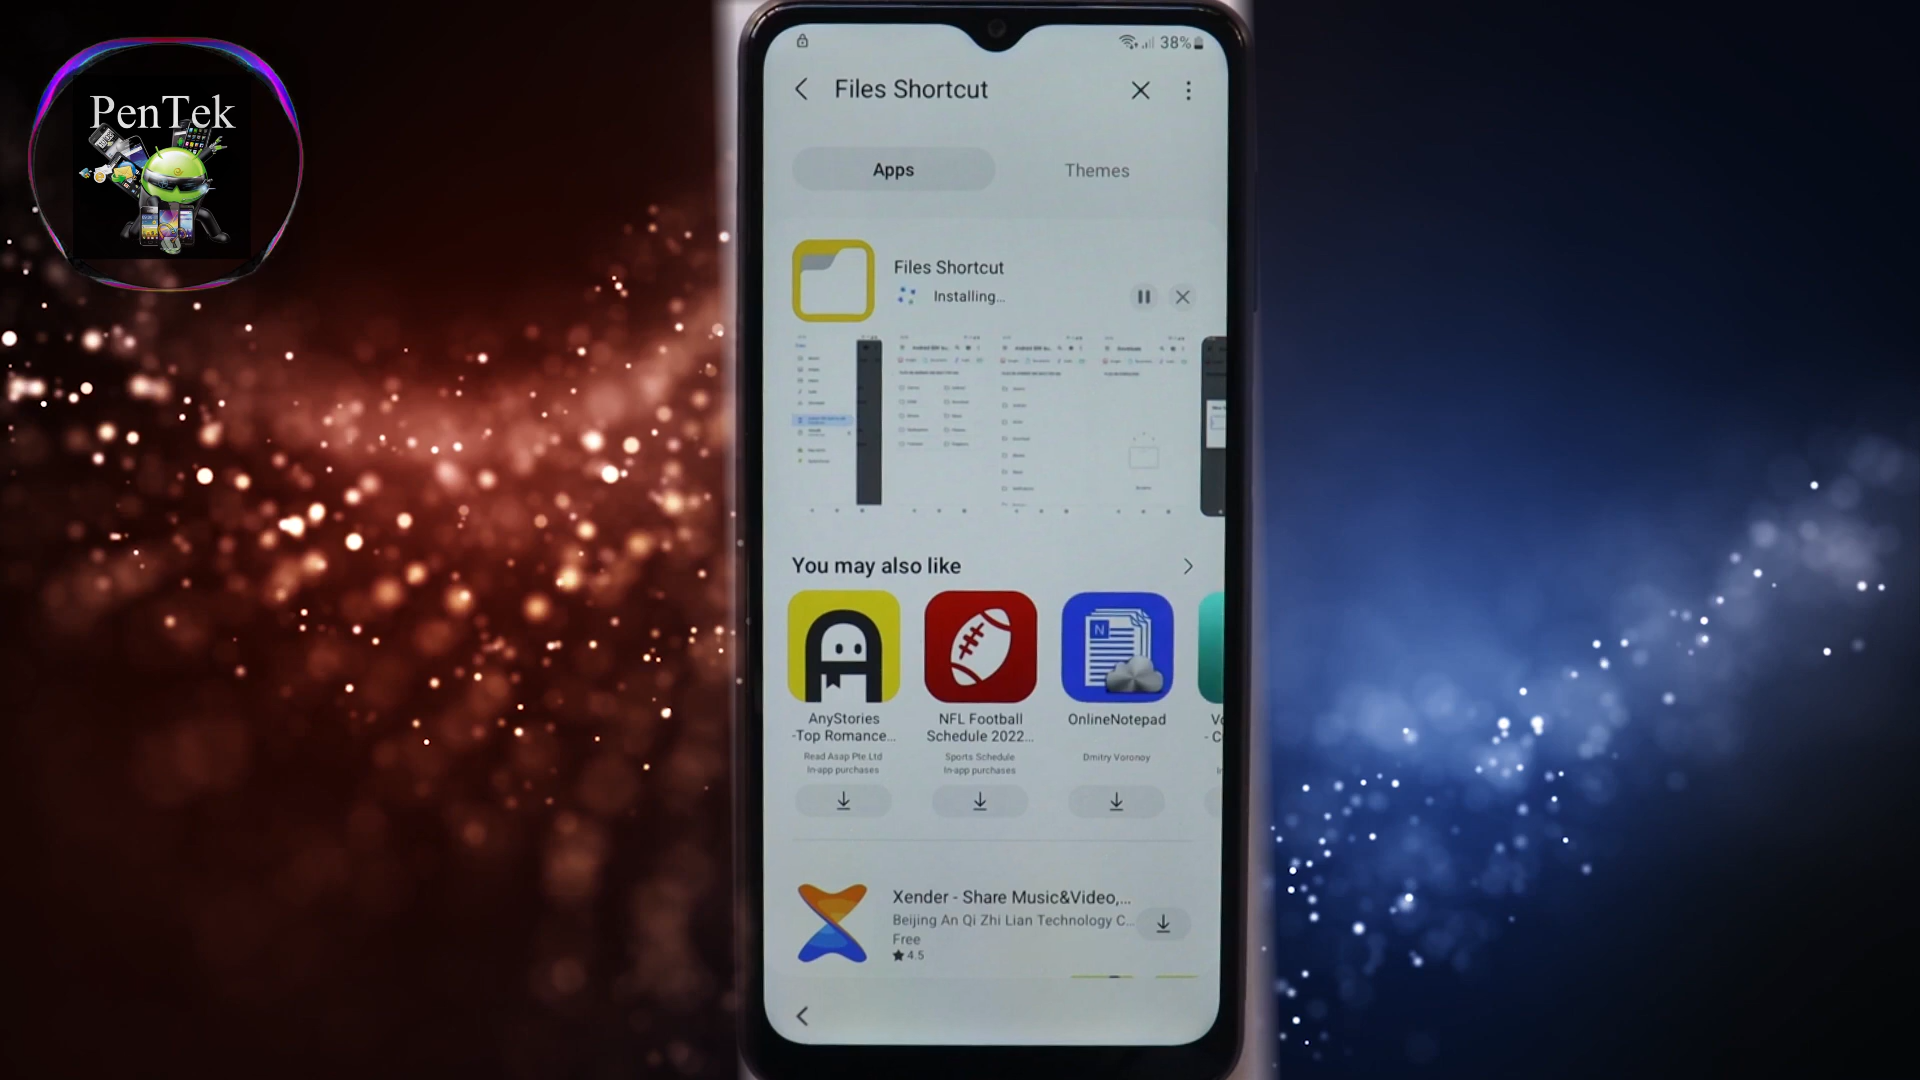 PenTek
38%
Files Shortcut
Apps
Themes
Files Shortcut
Installing...
You may also like
AnyStories
-Top Romance...
Read Asap Pte Ltd
In-app purchases
NFL Football
Schedule 2022...
Sports Schedule
In-app purchases
OnlineNotepad
Dmitry Voronoy
N
Xender - Share Music&Video,...
Beijing An Qi Zhi Lian Technology C...
Free
★ 4.5